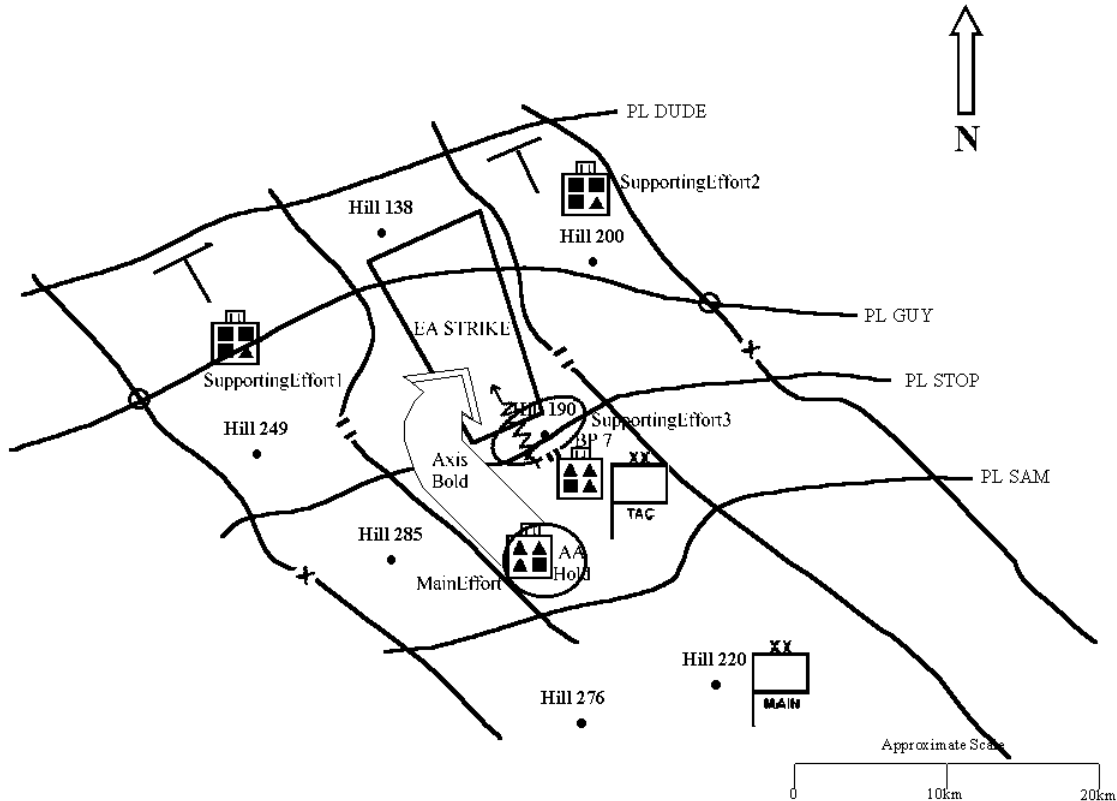 PL DUDE
N
SupportingEffort2
Hill 138
Hill 200
PL GUY
EA STRIKE
SupportingEffort1
PL STOP
Hill 190
SupportingEffort3
Hill 249
BP 7
Axis
Bold
XX
PL SAM
TAC
Hill 285
AA
Hold
MainEffort
XX
Hill 220
MAIN
Hill 276
Approximate Scale
0 10km 20km